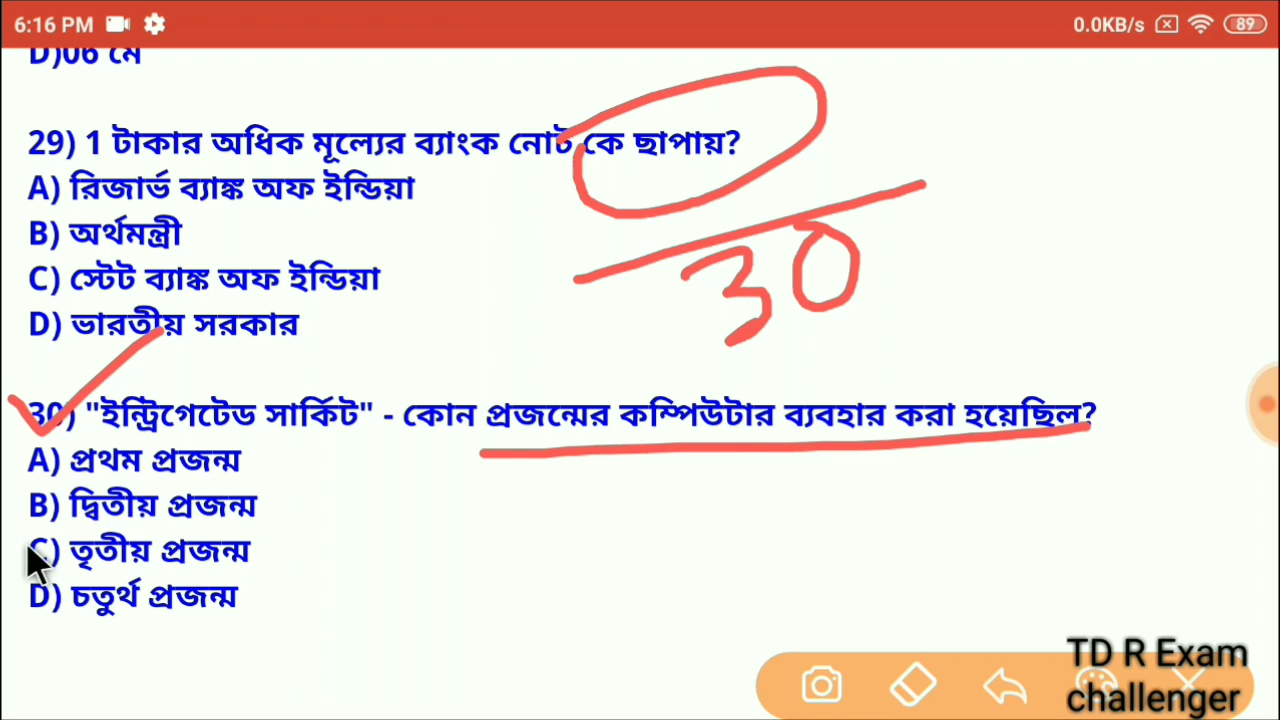 6:16 PM
0.0KB/s 89
D)06 মে
29) 1 টাকার অধিক মূল্যের ব্যাংক নোট কে ছাপায়?
A) রিজার্ভ ব্যাঙ্ক অফ ইন্ডিয়া
B) অর্থমন্ত্রী
C) স্টেট ব্যাঙ্ক অফ ইন্ডিয়া
D) ভারতীয় সরকার
30
30) "ইন্ট্রিগেটেড সার্কিট" - কোন প্রজন্মের কম্পিউটার ব্যবহার করা হয়েছিল?
A) প্রথম প্রজন্ম
B) দ্বিতীয় প্রজন্ম
C) তৃতীয় প্রজন্ম
D) চতুর্থ প্রজন্ম
TD R Exam
challenger